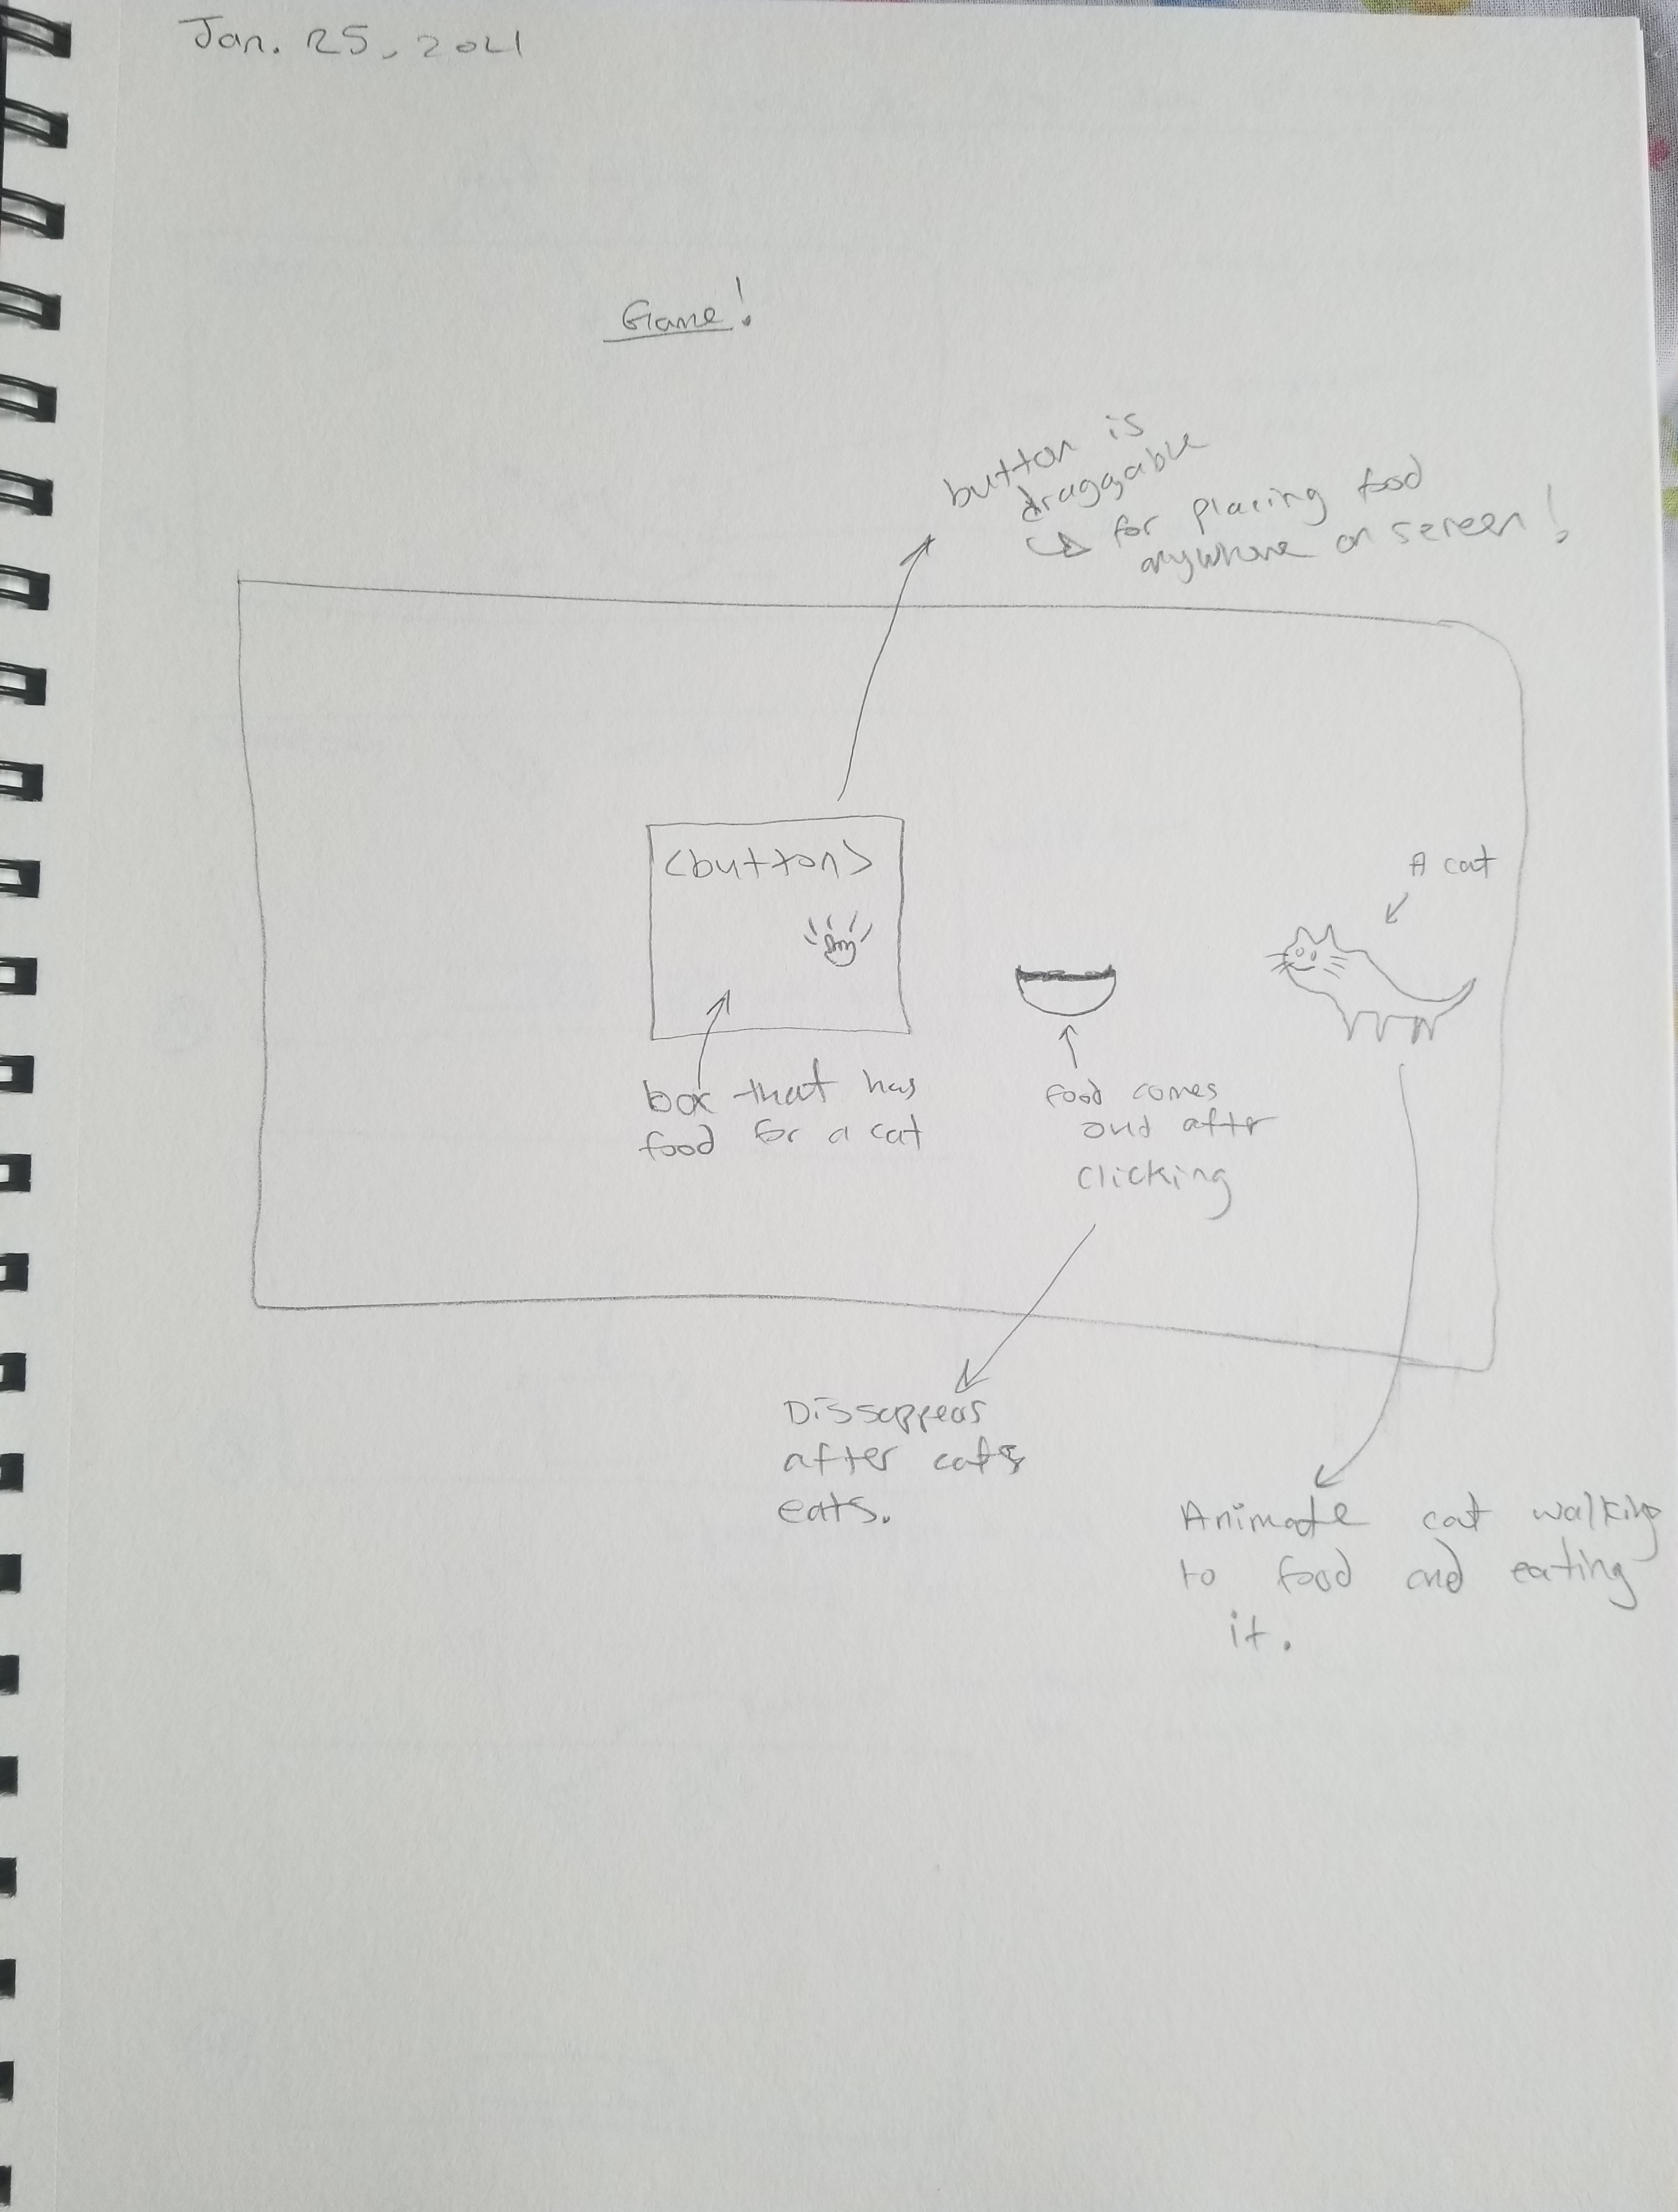 Jan. 25, 2021
Game!
button is
draggable
for placing food
anywhere on screen!
<button>
A cat
box that has
food for a cat
food comes
out after
clicking
Dissappears
after cats
eats.
Animate cat walking
to food and eating
it.